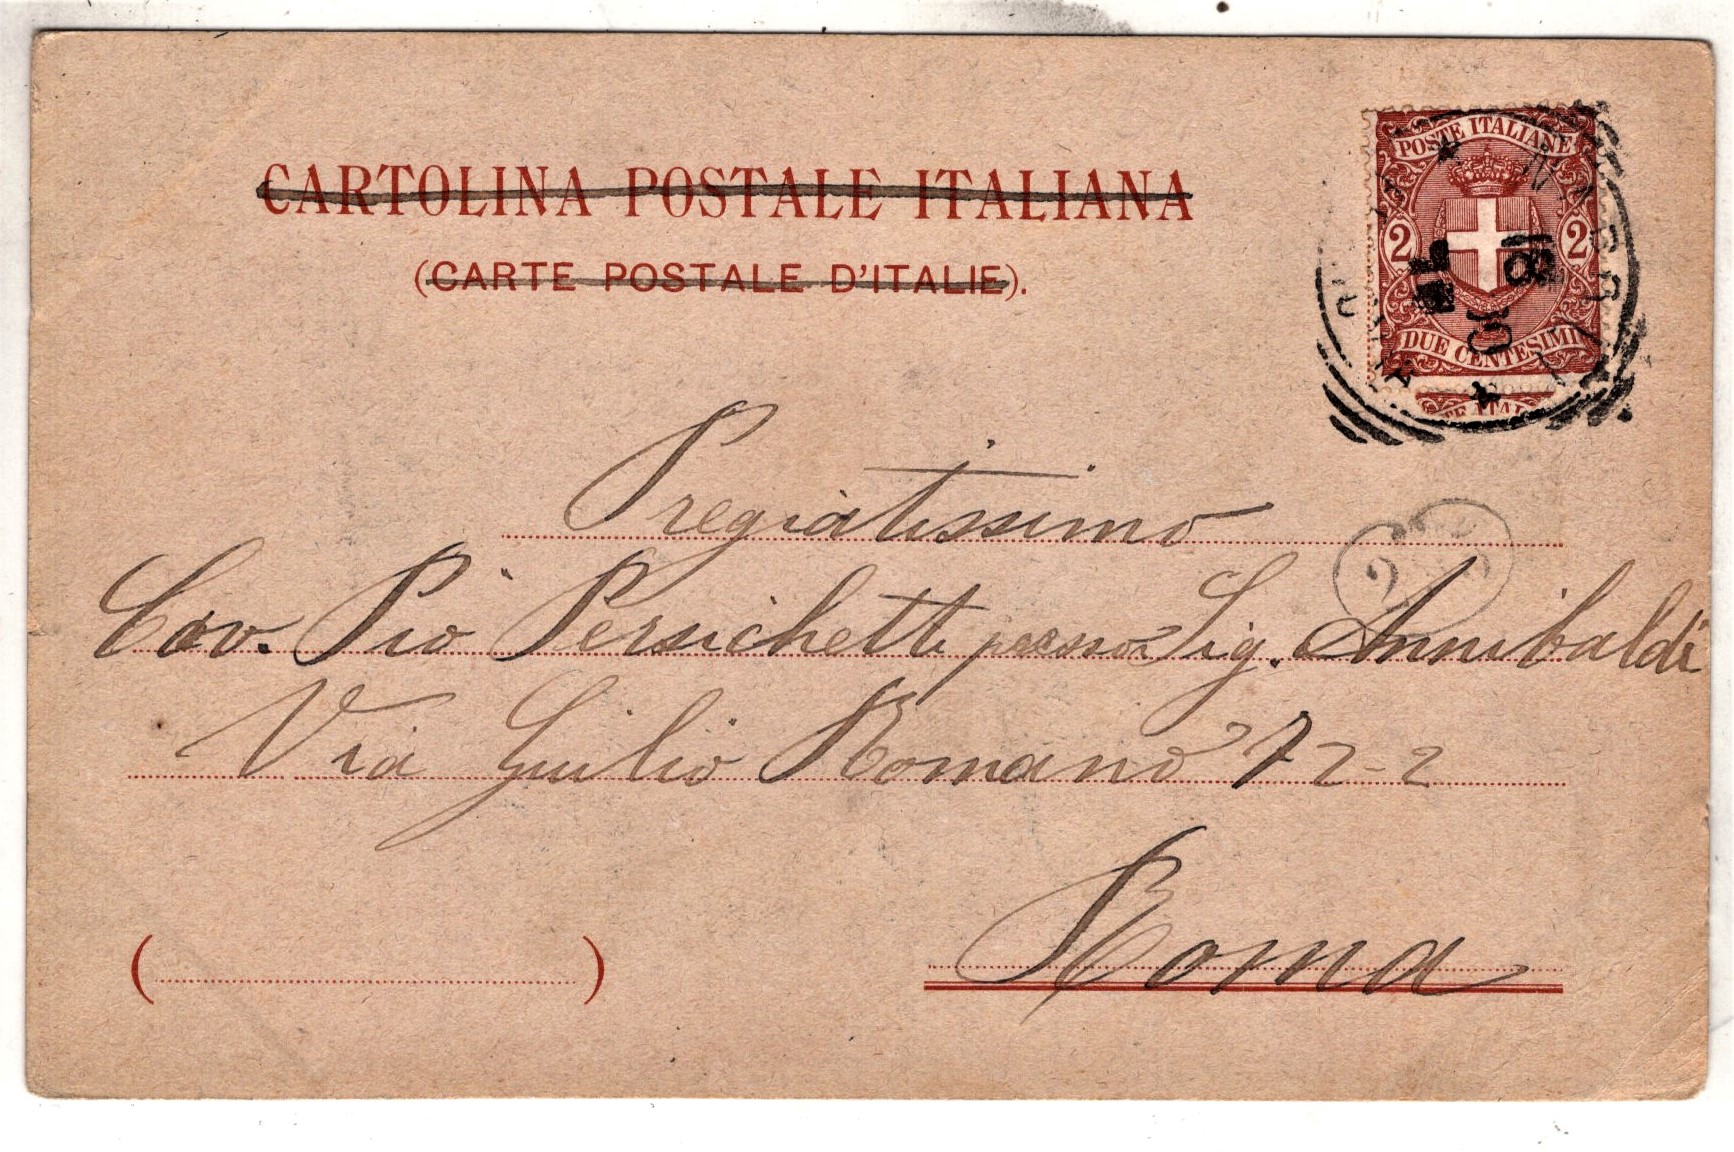 CARTOLINA POSTALE ITALIANA
(CARTE POSTALE D'ITALIE).
POSTE ITALIANE
2 2
DUE CENTESIMI
Pregiatissimo
Cav. Pio Persichetti presso Sig. Annibaldi
Via Giulio Romano 72-2
Roma
( )